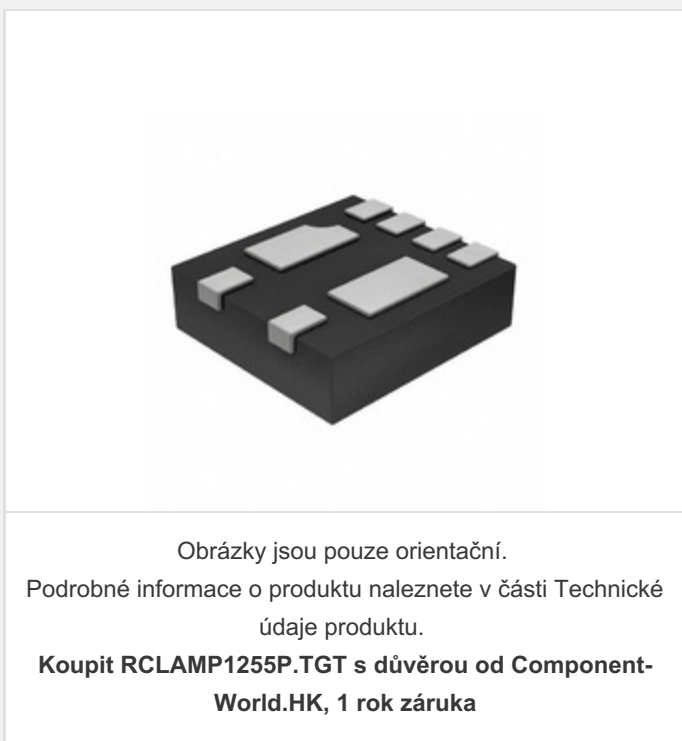 Obrázky jsou pouze orientační.
Podrobné informace o produktu naleznete v části Technické
údaje produktu.
Koupit RCLAMP1255P.TGT s důvěrou od Component-
World.HK, 1 rok záruka